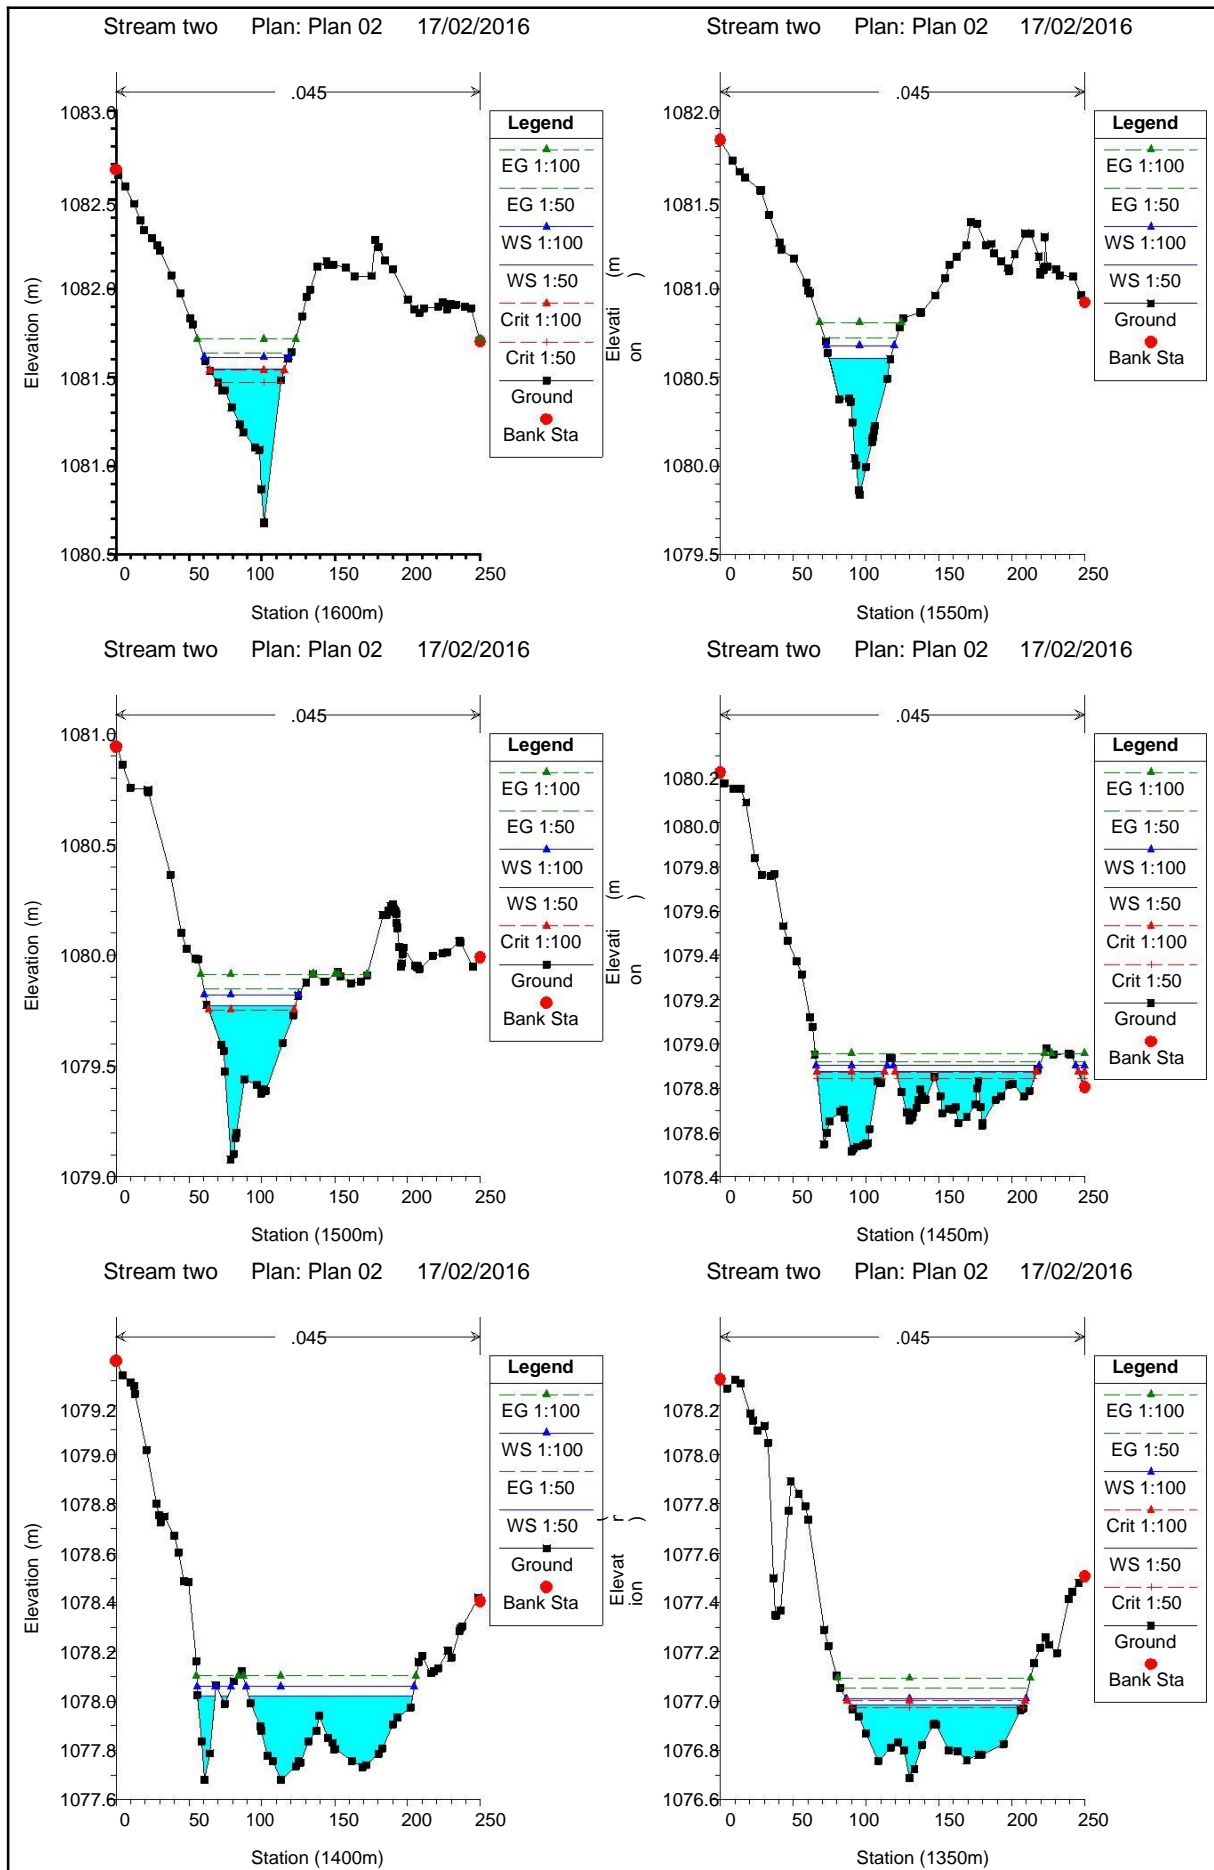 Stream two Plan: Plan 02 17/02/2016
.045
1083.0
1082.5
1082.0
1081.5
1081.0
1080.5
Elevation (m)
0 50 100 150 200 250
Station (1600m)
Legend
EG 1:100
EG 1:50
WS 1:100
WS 1:50
Crit 1:100
Crit 1:50
Ground
Bank Sta
Stream two Plan: Plan 02 17/02/2016
.045
1082.0
1081.5
1081.0
1080.5
1080.0
1079.5
Elevati
on
(m
)
0 50 100 150 200 250
Station (1550m)
Legend
EG 1:100
EG 1:50
WS 1:100
WS 1:50
Ground
Bank Sta
Stream two Plan: Plan 02 17/02/2016
.045
1081.0
1080.5
1080.0
1079.5
1079.0
Elevation (m)
0 50 100 150 200 250
Station (1500m)
Legend
EG 1:100
EG 1:50
WS 1:100
WS 1:50
Crit 1:100
Ground
Bank Sta
Stream two Plan: Plan 02 17/02/2016
.045
1080.2
1080.0
1079.8
1079.6
1079.4
1079.2
1079.0
1078.8
1078.6
1078.4
Elevati
on
(m
)
0 50 100 150 200 250
Station (1450m)
Legend
EG 1:100
EG 1:50
WS 1:100
WS 1:50
Crit 1:100
Crit 1:50
Ground
Bank Sta
Stream two Plan: Plan 02 17/02/2016
.045
1079.2
1079.0
1078.8
1078.6
1078.4
1078.2
1078.0
1077.8
1077.6
Elevation (m)
0 50 100 150 200 250
Station (1400m)
Legend
EG 1:100
WS 1:100
EG 1:50
WS 1:50
Ground
Bank Sta
Stream two Plan: Plan 02 17/02/2016
.045
1078.2
1078.0
1077.8
1077.6
1077.4
1077.2
1077.0
1076.8
1076.6
Elevat
ion
)
0 50 100 150 200 250
Station (1350m)
Legend
EG 1:100
EG 1:50
WS 1:100
Crit 1:100
WS 1:50
Crit 1:50
Ground
Bank Sta